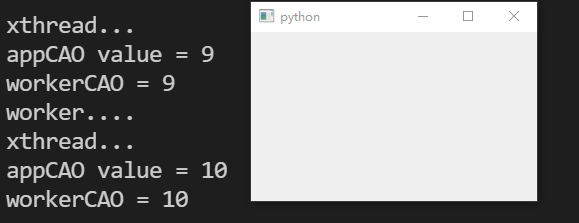 xthread...
appCAO value = 9
workerCAO = 9
worker....
xthread...
appCAO value = 10
workerCAO = 10
python